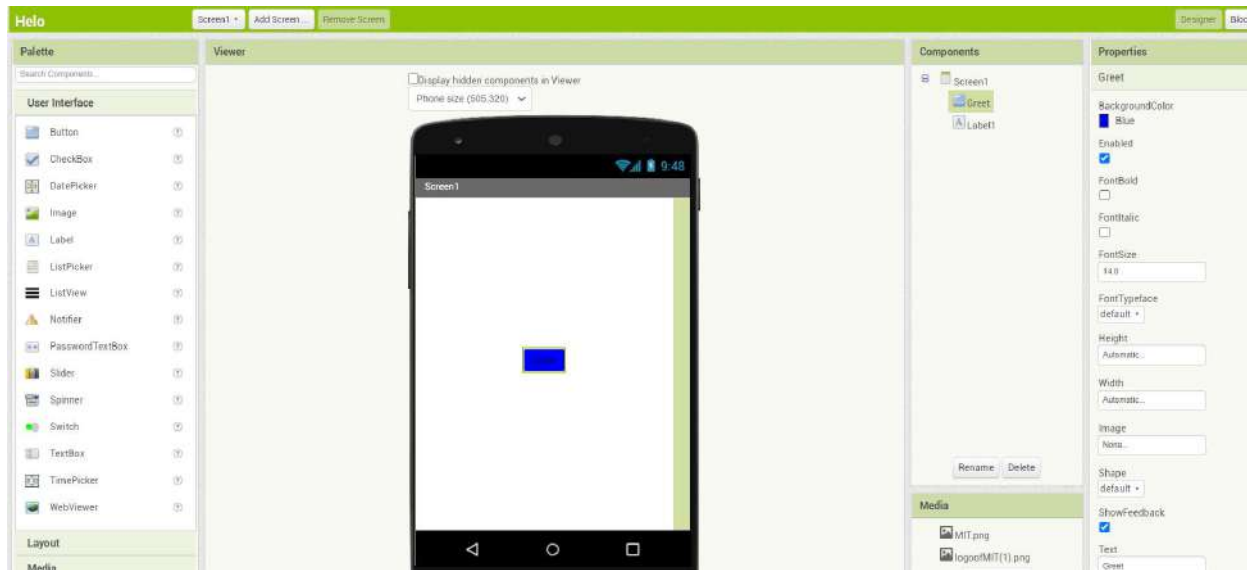 Helo
Screen1
Add Screen ...
Remove Screen
Designer
Bloc
Palette
Search Components...
User Interface
Button
CheckBox
DatePicker
Image
Label
ListPicker
ListView
Notifier
PasswordTextBox
Slider
Spinner
Switch
TextBox
TimePicker
WebViewer
Layout
Media
Viewer
Display hidden components in Viewer
Phone size (505,320)
9:48
Screen1
Components
Screen1
Greet
Label1
Rename
Delete
Media
MIT.png
logoofMIT(1).png
Properties
Greet
BackgroundColor
Blue
Enabled
FontBold
FontItalic
FontSize
14.0
FontTypeface
default
Height
Automatic...
Width
Automatic...
Image
None...
Shape
default
ShowFeedback
Text
Greet